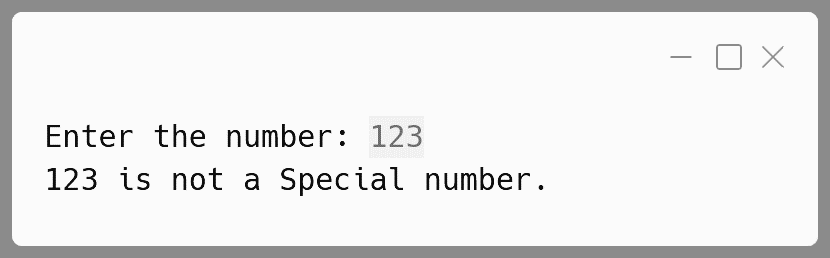 Enter the number: 123
123 is not a Special number.